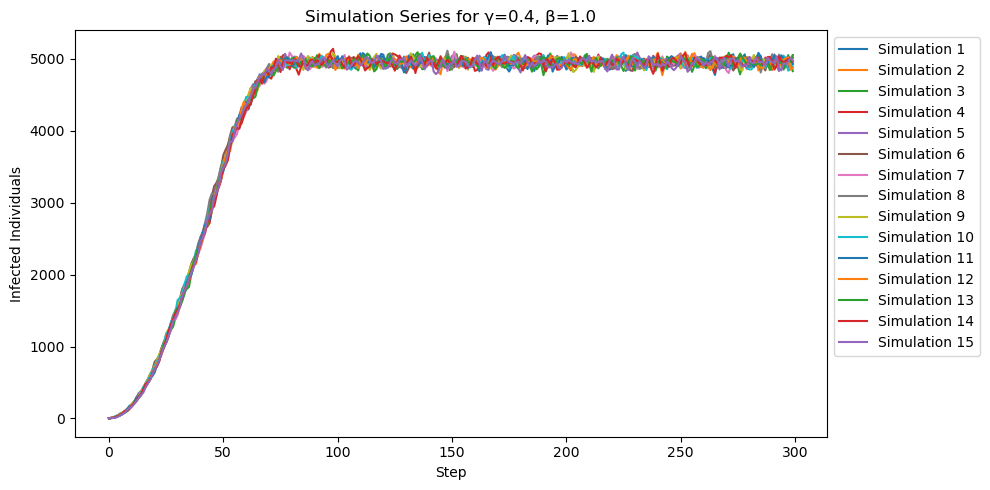 Simulation Series for γ=0.4, β=1.0
Infected Individuals
5000
4000
3000
2000
1000
0
0 50 100 150 200 250 300
Step
Simulation 1
Simulation 2
Simulation 3
Simulation 4
Simulation 5
Simulation 6
Simulation 7
Simulation 8
Simulation 9
Simulation 10
Simulation 11
Simulation 12
Simulation 13
Simulation 14
Simulation 15